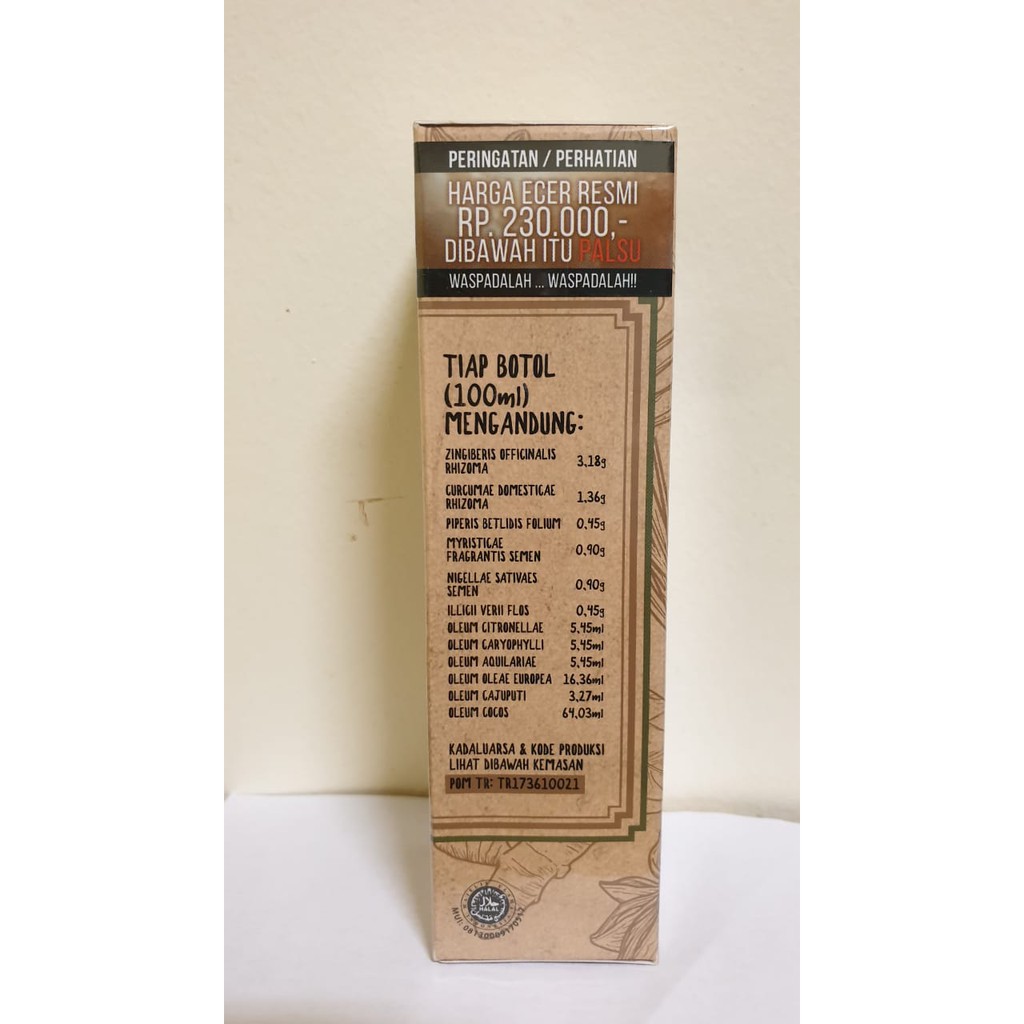 PERINGATAN / PERHATIAN
HARGA ECER RESMI
RP. 230.000,-
DIBAWAH ITU PALSU
WASPADALAH ... WASPADALAH!!
TIAP BOTOL
(100ml)
MENGANDUNG:
ZINGIBERIS OFFICINALIS
RHIZOMA 3,18g
CURCUMAE DOMESTICAE
RHIZOMA 1,36g
PIPERIS BETLIDIS FOLIUM 0,45g
MYRISTICAE
FRAGRANTIS SEMEN 0,90g
NIGELLAE SATIVAES
SEMEN 0,90g
ILLICII VERII FLOS 0,45g
OLEUM CITRONELLAE 5,45ml
OLEUM CARYOPHYLLI 5,45ml
OLEUM AQUILARIAE 5,45ml
OLEUM OLEAE EUROPEA 16,36ml
OLEUM CAJUPUTI 3,27ml
OLEUM COCOS 64,03ml
KADALUARSA & KODE PRODUKSI
LIHAT DIBAWAH KEMASAN
POM TR: TR173610021
حلال
HALAL
MUI: